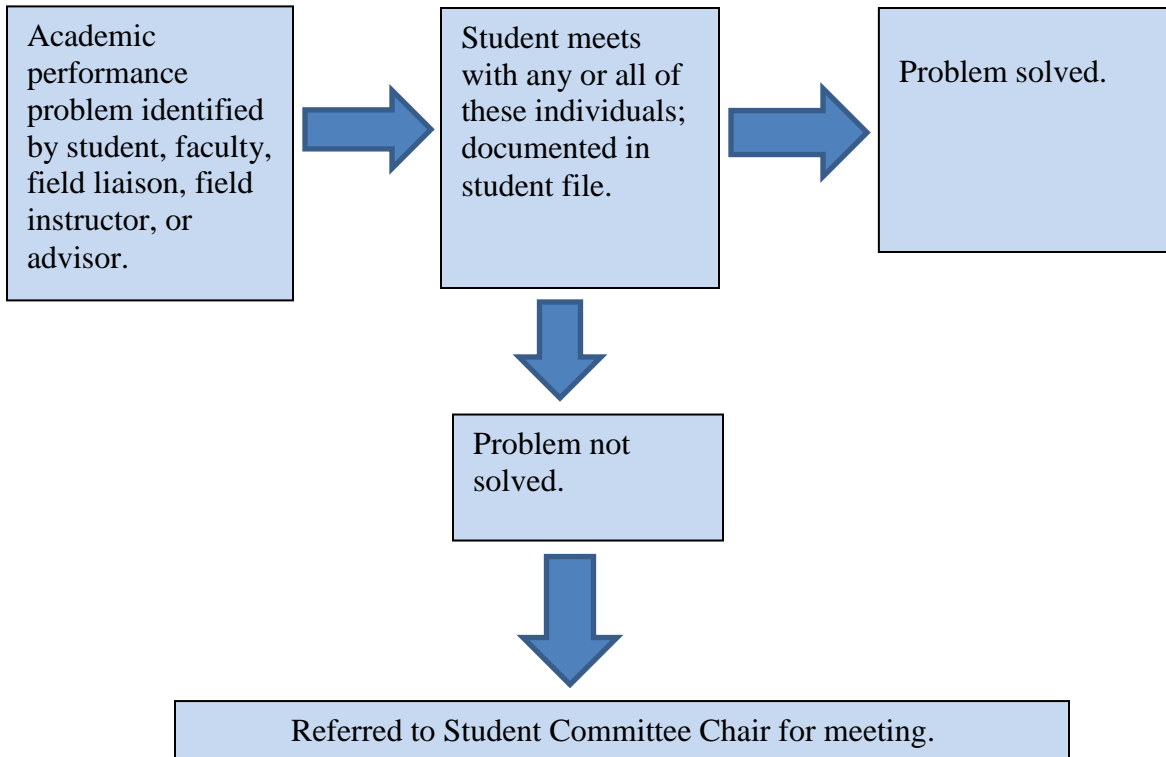 Academic
performance
problem identified
by student, faculty,
field liaison, field
instructor, or
advisor.
Student meets
with any or all of
these individuals;
documented in
student file.
Problem solved.
Problem not
solved.
Referred to Student Committee Chair for meeting.